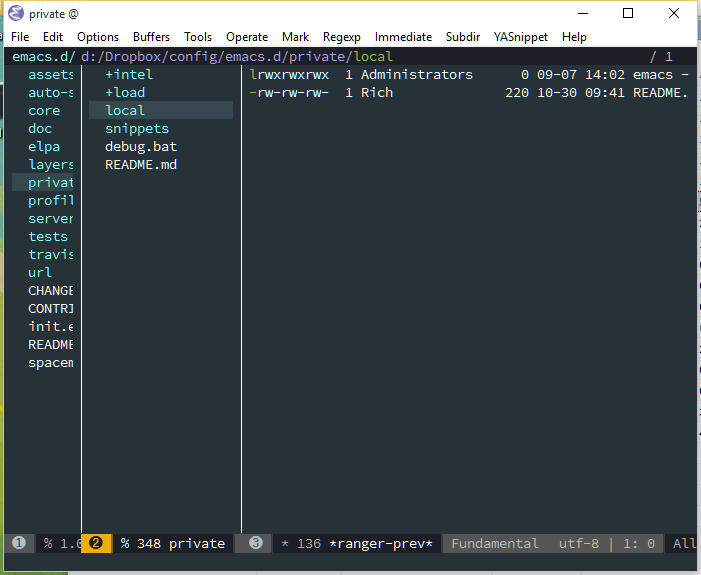 private @
File Edit Options Buffers Tools Operate Mark Regexp Immediate Subdir YASnippet Help
emacs.d/ d:/Dropbox/config/emacs.d/private/local / 1
assets +intel lrwxrwxrwx 1 Administrators 0 09-07 14:02 emacs -
auto-s +load -rw-rw-rw- 1 Rich 220 10-30 09:41 README.
core local
doc snippets
elpa debug.bat
layers README.md
privat
profil
server
tests
travis
url
CHANGE
CONTRI
init.e
README
spacem
1 % 1.0 2 % 348 private 3 * 136 *ranger-prev* Fundamental utf-8 | 1: 0 All